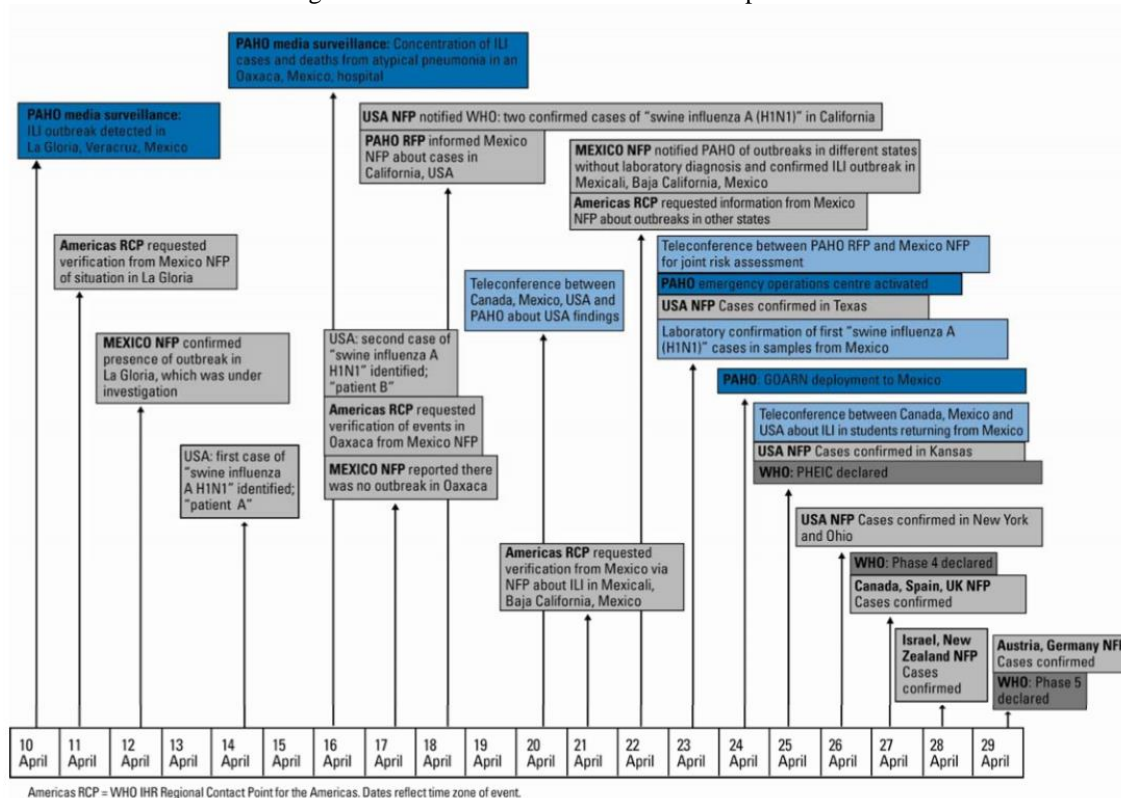 PAHO media surveillance: Concentration of ILI
cases and deaths from atypical pneumonia in an
Oaxaca, Mexico, hospital
PAHO media surveillance:
ILI outbreak detected in
La Gloria, Veracruz, Mexico
USA NFP notified WHO: two confirmed cases of “swine influenza A (H1N1)” in California
PAHO RFP informed Mexico
NFP about cases in
California, USA
MEXICO NFP notified PAHO of outbreaks in different states
without laboratory diagnosis and confirmed ILI outbreak in
Mexicali, Baja California, Mexico
Americas RCP requested information from Mexico
NFP about outbreaks in other states
Americas RCP requested
verification from Mexico NFP
of situation in La Gloria
Teleconference between PAHO RFP and Mexico NFP
for joint risk assessment
Teleconference between
Canada, Mexico, USA and
PAHO about USA findings
PAHO emergency operations centre activated
USA NFP Cases confirmed in Texas
Laboratory confirmation of first “swine influenza A
(H1N1)” cases in samples from Mexico
MEXICO NFP confirmed
presence of outbreak in
La Gloria, which was under
investigation
USA: second case of
“swine influenza A
H1N1” identified;
“patient B”
PAHO: GOARN deployment to Mexico
Americas RCP requested
verification of events in
Oaxaca from Mexico NFP
Teleconference between Canada, Mexico and
USA about ILI in students returning from Mexico
USA NFP Cases confirmed in Kansas
WHO: PHEIC declared
USA: first case of
“swine influenza
A H1N1” identified;
“patient A”
MEXICO NFP reported there
was no outbreak in Oaxaca
USA NFP Cases confirmed in New York
and Ohio
Americas RCP requested
verification from Mexico via
NFP about ILI in Mexicali,
Baja California, Mexico
WHO: Phase 4 declared
Canada, Spain, UK NFP
Cases confirmed
Israel, New
Zealand NFP
Cases
confirmed
Austria, Germany NFP
Cases confirmed
WHO: Phase 5
declared
10 April
11 April
12 April
13 April
14 April
15 April
16 April
17 April
18 April
19 April
20 April
21 April
22 April
23 April
24 April
25 April
26 April
27 April
28 April
29 April
Americas RCP = WHO IHR Regional Contact Point for the Americas. Dates reflect time zone of event.